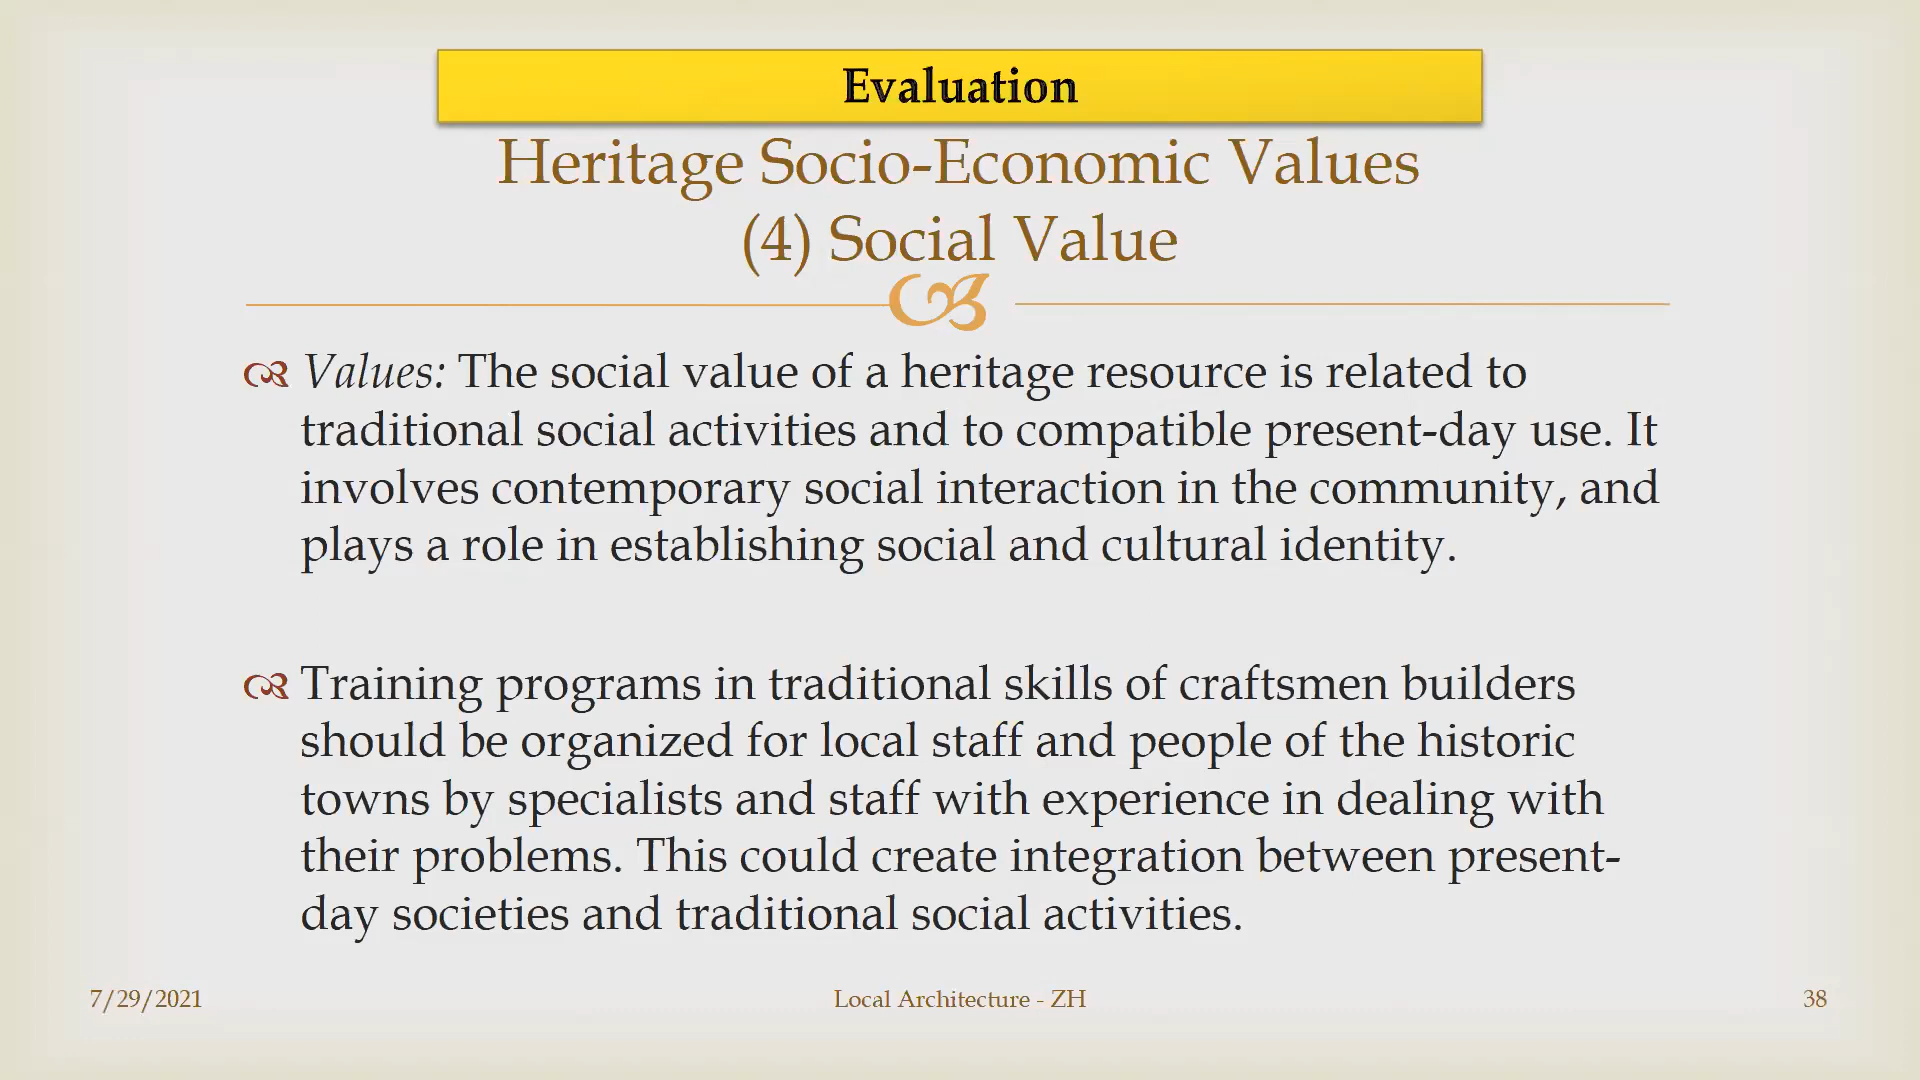 Evaluation
Heritage Socio-Economic Values
(4) Social Value
Values: The social value of a heritage resource is related to
traditional social activities and to compatible present-day use. It
involves contemporary social interaction in the community, and
plays a role in establishing social and cultural identity.
Training programs in traditional skills of craftsmen builders
should be organized for local staff and people of the historic
towns by specialists and staff with experience in dealing with
their problems. This could create integration between present-
day societies and traditional social activities.
7/29/2021
Local Architecture - ZH
38